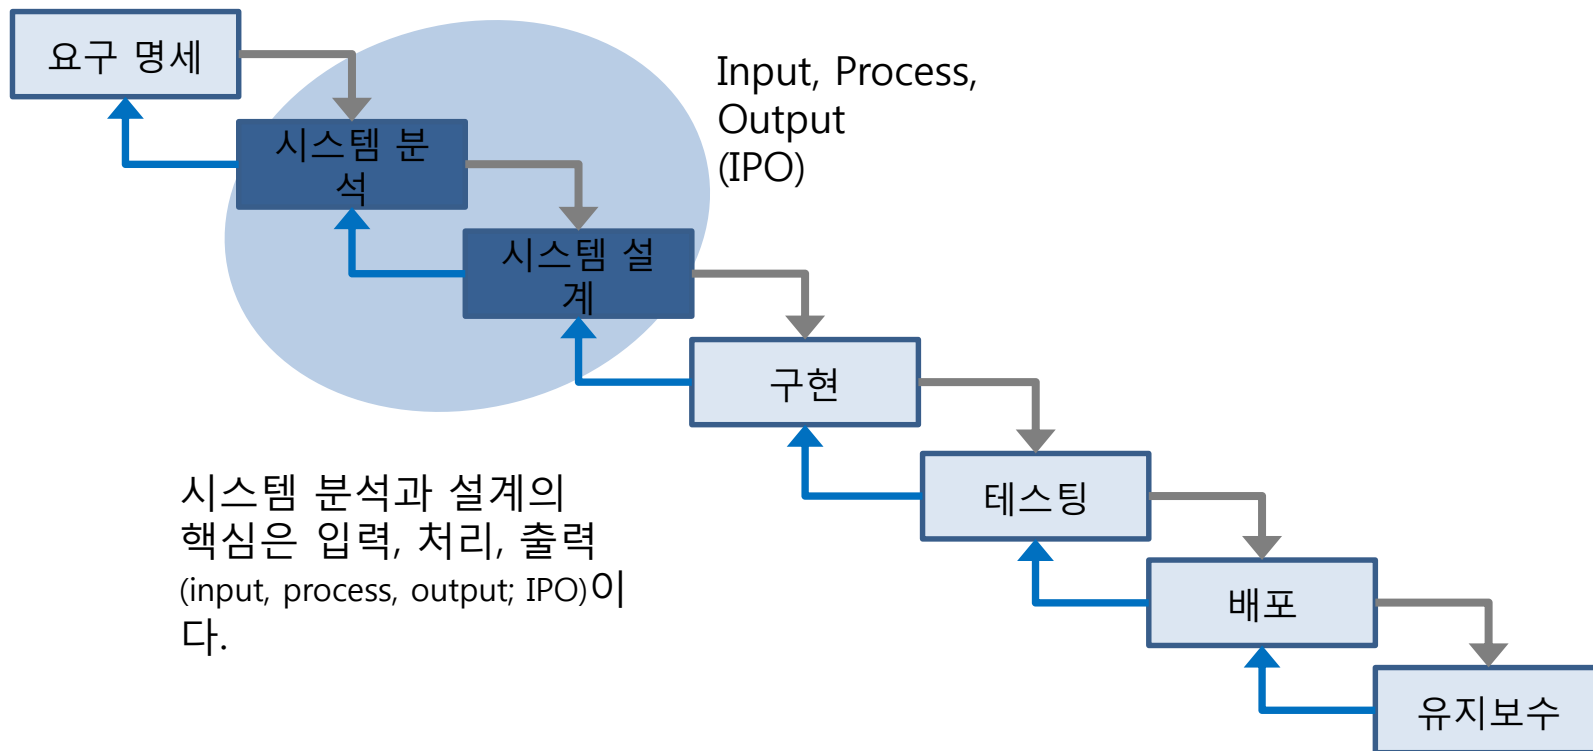 요구 명세
Input, Process,
Output
(IPO)
시스템 분
석
시스템 설
계
구현
시스템 분석과 설계의
핵심은 입력, 처리, 출력
(input, process, output; IPO)이
다.
테스팅
배포
유지보수